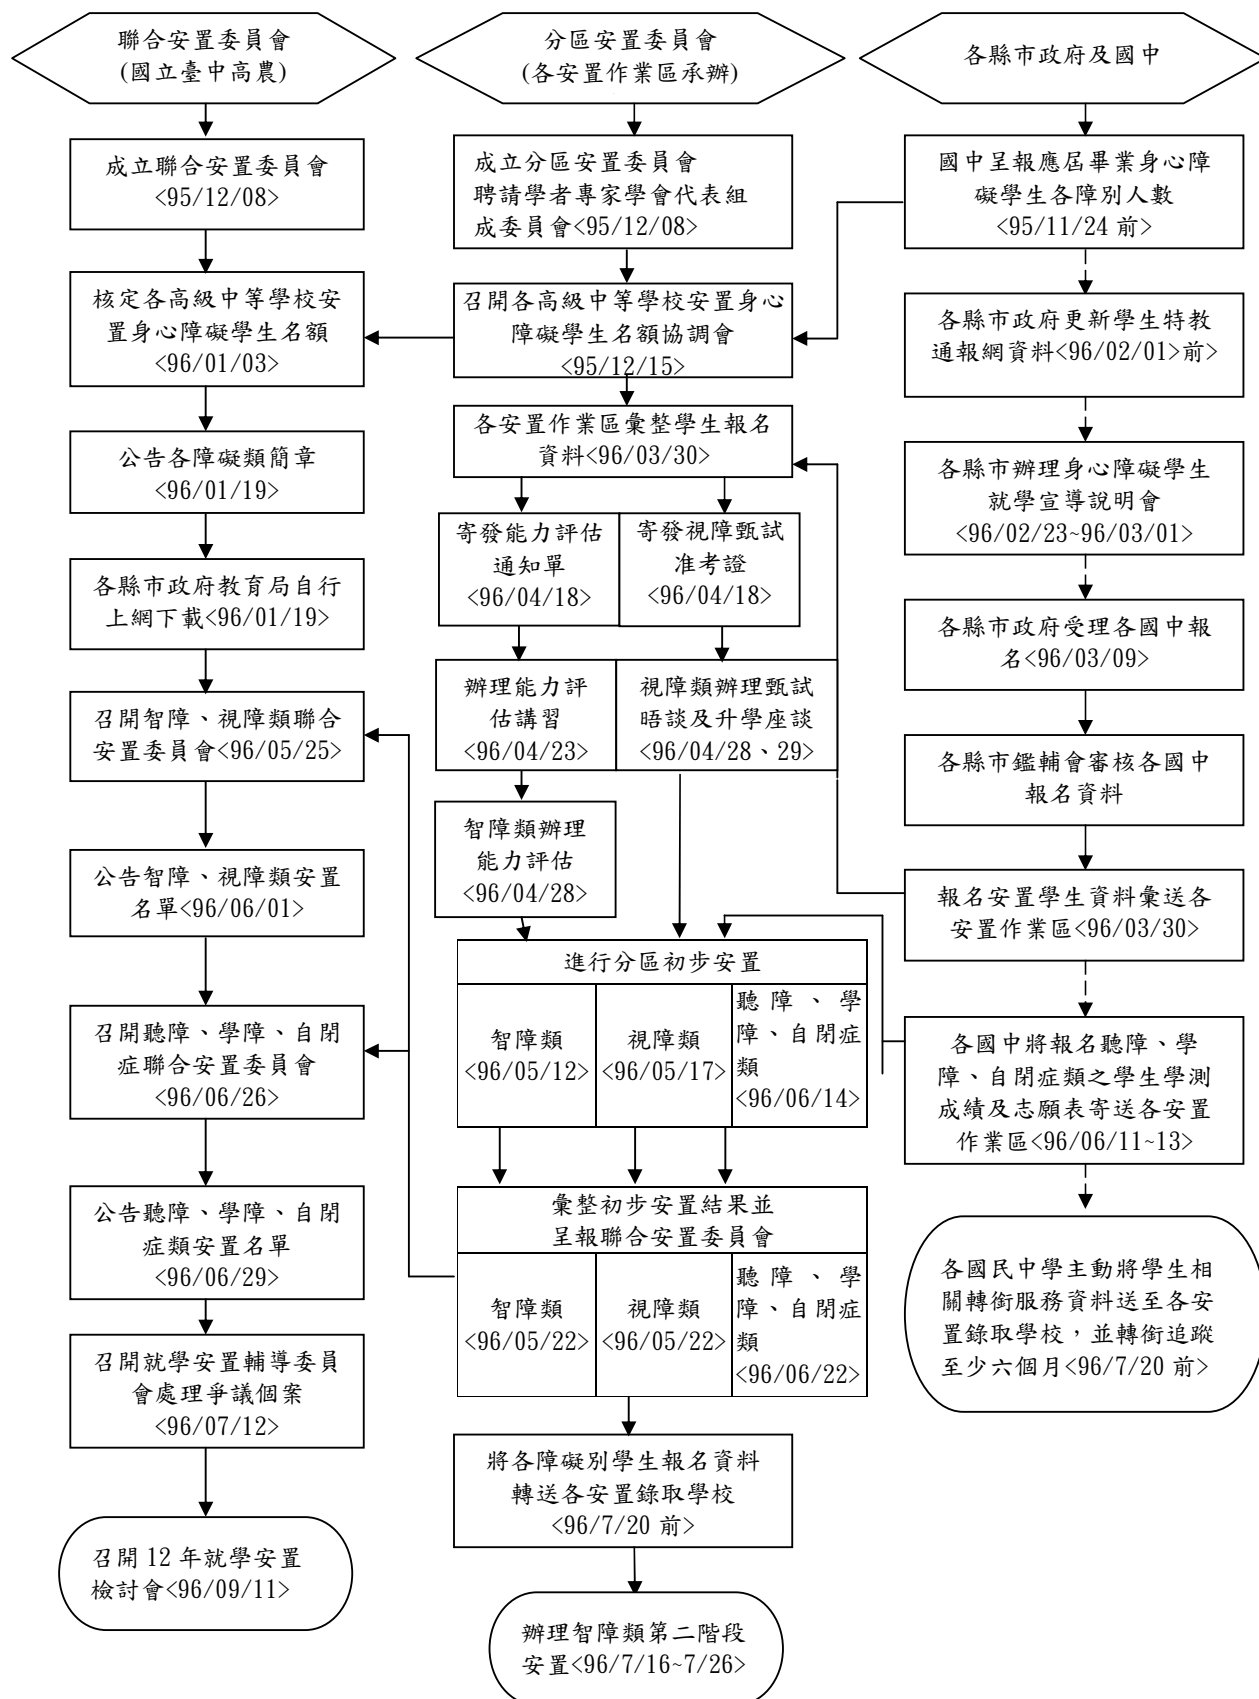 聯合安置委員會
(國立臺中高農)
成立聯合安置委員會
<95/12/08>
核定各高級中等學校安
置身心障礙學生名額
<96/01/03>
公告各障礙類簡章
<96/01/19>
各縣市政府教育局自行
上網下載<96/01/19>
召開智障、視障類聯合
安置委員會<96/05/25>
公告智障、視障類安置
名單<96/06/01>
召開聽障、學障、自閉
症聯合安置委員會
<96/06/26>
公告聽障、學障、自閉
症類安置名單
<96/06/29>
召開就學安置輔導委員
會處理爭議個案
<96/07/12>
召開 12 年就學安置
檢討會<96/09/11>
分區安置委員會
(各安置作業區承辦)
成立分區安置委員會
聘請學者專家學會代表組
成委員會<95/12/08>
召開各高級中等學校安置身心
障礙學生名額協調會
<95/12/15>
各安置作業區彙整學生報名
資料<96/03/30>
寄發能力評估
通知單
<96/04/18>
寄發視障甄試
准考證
<96/04/18>
辦理能力評
估講習
<96/04/23>
視障類辦理甄試
晤談及升學座談
<96/04/28、29>
智障類辦理
能力評估
<96/04/28>
進行分區初步安置
智障類
<96/05/12>
視障類
<96/05/17>
聽障、學
障、自閉症
類
<96/06/14>
彙整初步安置結果並
呈報聯合安置委員會
智障類
<96/05/22>
視障類
<96/05/22>
聽障、學
障、自閉症
類
<96/06/22>
將各障礙別學生報名資料
轉送各安置錄取學校
<96/7/20 前>
辦理智障類第二階段
安置<96/7/16~7/26>
各縣市政府及國中
國中呈報應屆畢業身心障
礙學生各障別人數
<95/11/24 前>
各縣市政府更新學生特教
通報網資料<96/02/01>前>
各縣市辦理身心障礙學生
就學宣導說明會
<96/02/23~96/03/01>
各縣市政府受理各國中報
名<96/03/09>
各縣市鑑輔會審核各國中
報名資料
報名安置學生資料彙送各
安置作業區<96/03/30>
各國中將報名聽障、學
障、自閉症類之學生學測
成績及志願表寄送各安置
作業區<96/06/11~13>
各國民中學主動將學生相
關轉銜服務資料送至各安
置錄取學校，並轉銜追蹤
至少六個月<96/7/20 前>